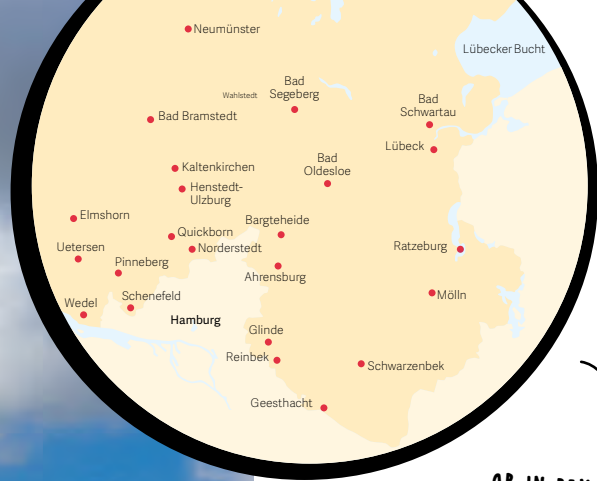 Neumünster
Lübecker Bucht
Bad
Segeberg
Wahlstedt
Bad
Schwartau
Bad Bramstedt
Lübeck
Bad
Oldesloe
Kaltenkirchen
Henstedt-
Ulzburg
Elmshorn
Bargteheide
Quickborn
Uetersen
Norderstedt
Ratzeburg
Pinneberg
Ahrensburg
Wedel
Schenefeld
Mölln
Hamburg
Glinde
Reinbek
Schwarzenbek
Geesthacht